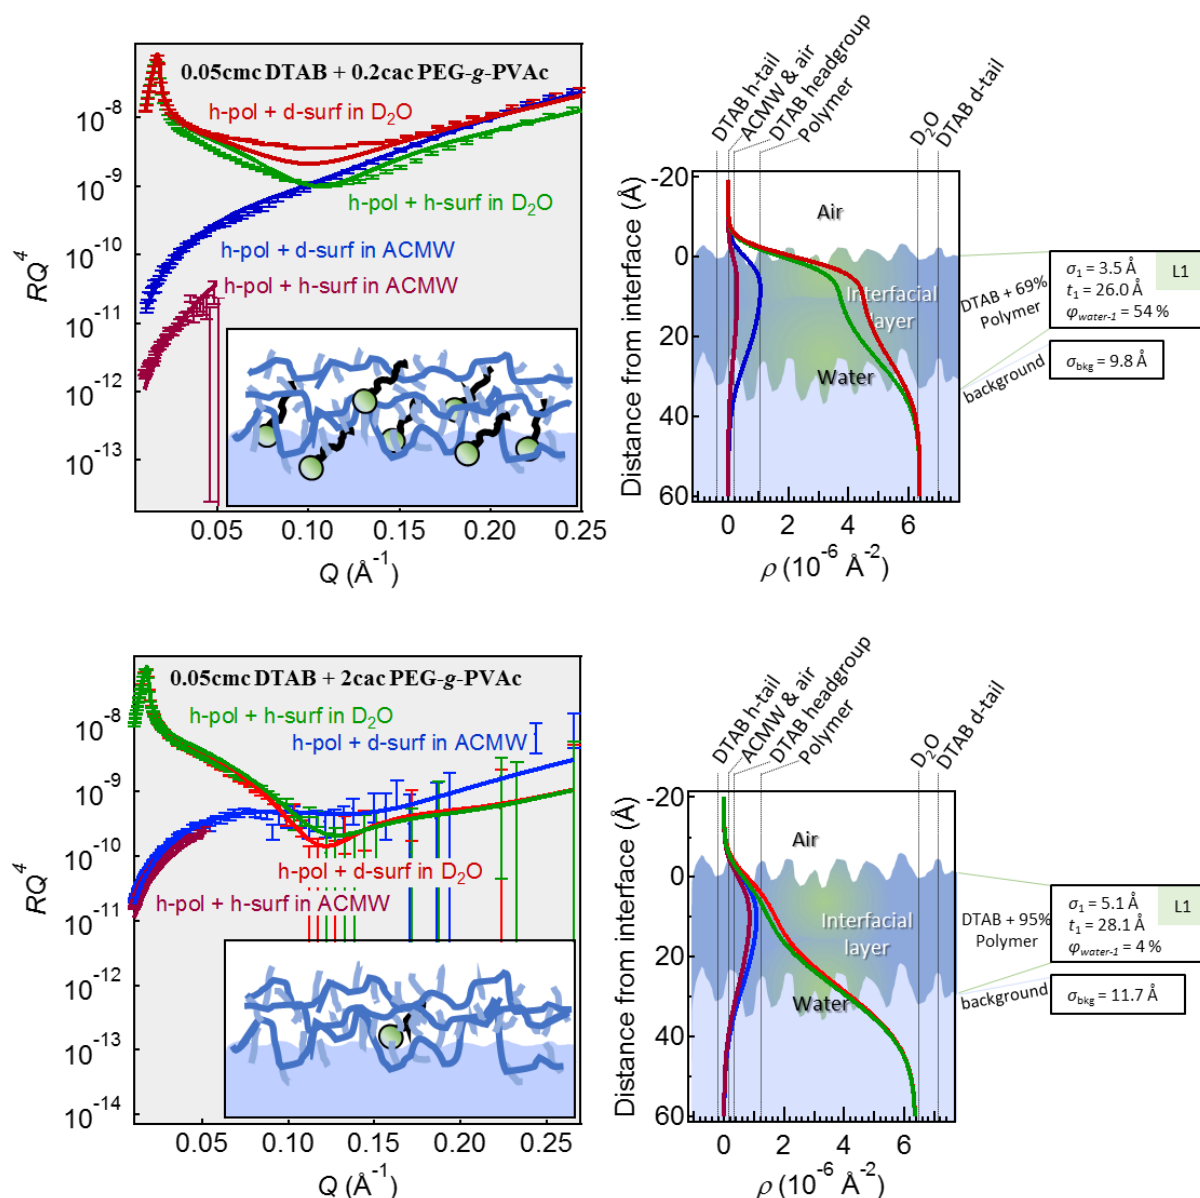 0.05cmc DTAB + 0.2cac PEG-g-PVAc
h-pol + d-surf in D₂O
h-pol + h-surf in D₂O
h-pol + d-surf in ACMW
h-pol + h-surf in ACMW
RQ⁴
10⁻⁸
10⁻⁹
10⁻¹⁰
10⁻¹¹
10⁻¹²
10⁻¹³
0.05 0.10 0.15 0.20 0.25
Q (Å⁻¹)
DTAB h-tail
ACMW & air
DTAB headgroup
Polymer
D₂O
DTAB d-tail
Distance from interface (Å)
-20
0
20
40
60
Air
Interfacial
layer
Water
0 2 4 6
ρ (10⁻⁶ Å⁻²)
DTAB + 69%
Polymer
background
σ₁ = 3.5 Å
t₁ = 26.0 Å
φwater-1 = 54 %
L1
σbkg = 9.8 Å
0.05cmc DTAB + 2cac PEG-g-PVAc
h-pol + h-surf in D₂O
h-pol + d-surf in ACMW
h-pol + d-surf in D₂O
h-pol + h-surf in ACMW
RQ⁴
10⁻⁸
10⁻⁹
10⁻¹⁰
10⁻¹¹
10⁻¹²
10⁻¹³
10⁻¹⁴
0.05 0.10 0.15 0.20 0.25
Q (Å⁻¹)
DTAB h-tail
ACMW & air
DTAB headgroup
Polymer
D₂O
DTAB d-tail
Distance from interface (Å)
-20
0
20
40
60
Air
Interfacial
layer
Water
0 2 4 6
ρ (10⁻⁶ Å⁻²)
DTAB + 95%
Polymer
background
σ₁ = 5.1 Å
t₁ = 28.1 Å
φwater-1 = 4 %
L1
σbkg = 11.7 Å